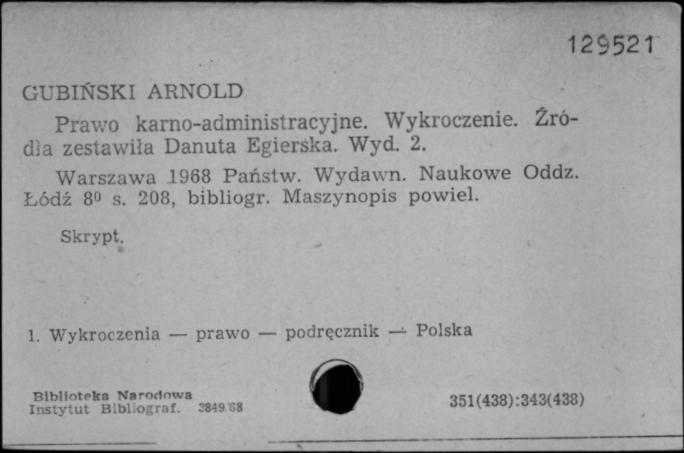 129521
GUBIŃSKI ARNOLD
Prawo karno-administracyjne. Wykroczenie. Źró-
dła zestawiła Danuta Egierska. Wyd. 2.
Warszawa 1968 Państw. Wydawn. Naukowe Oddz.
Łódź 8⁰ s. 208, bibliogr. Maszynopis powiel.
Skrypt.
1. Wykroczenia — prawo — podręcznik — Polska
Biblioteka Narodowa
Instytut Bibliograf. 3849/68
351(438):343(438)